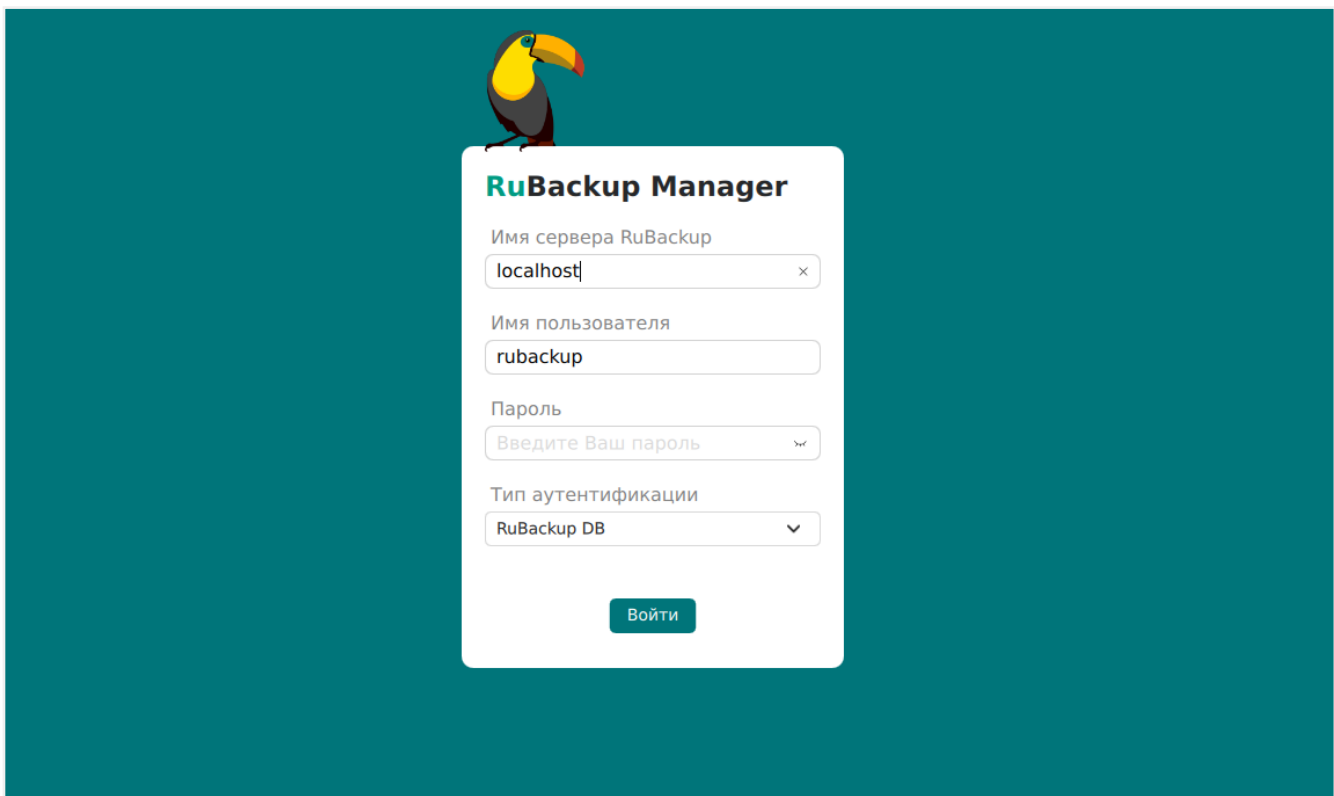 RuBackup Manager
Имя сервера RuBackup
localhost
Имя пользователя
rubackup
Пароль
Введите Ваш пароль
Тип аутентификации
RuBackup DB
Войти